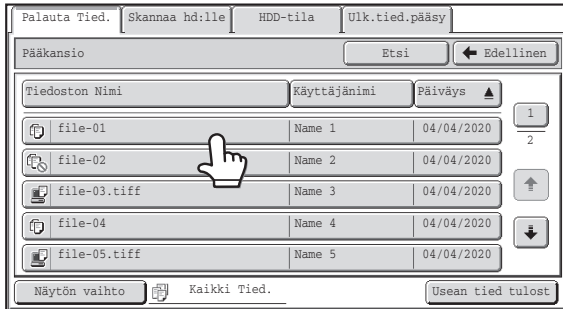 Palauta Tied. Skannaa hd:lle HDD-tila Ulk.tied.pääsy
Pääkansio Etsi Edellinen
Tiedoston Nimi Käyttäjänimi Päiväys
1
2
file-01 Name 1 04/04/2020
file-02 Name 2 04/04/2020
file-03.tiff Name 3 04/04/2020
file-04 Name 4 04/04/2020
file-05.tiff Name 5 04/04/2020
Näytön vaihto Kaikki Tied. Usean tied tulost